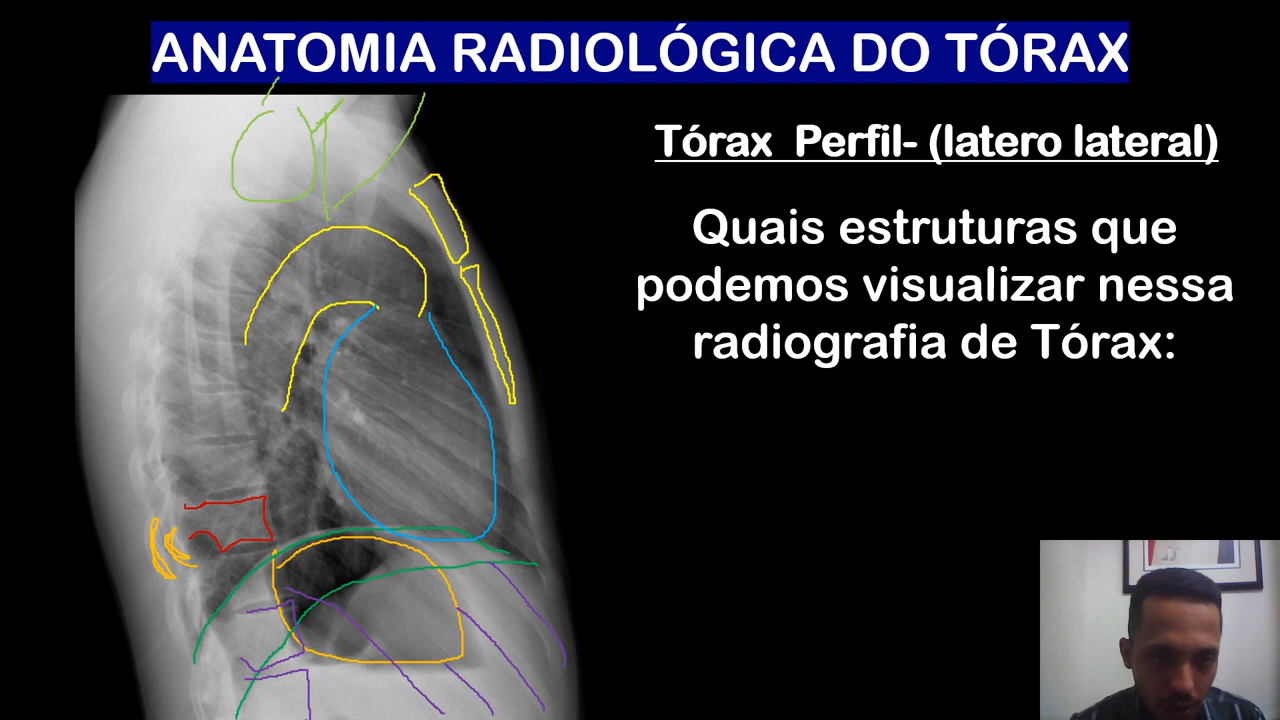 ANATOMIA RADIOLÓGICA DO TÓRAX
Tórax Perfil- (latero lateral)
Quais estruturas que
podemos visualizar nessa
radiografia de Tórax: